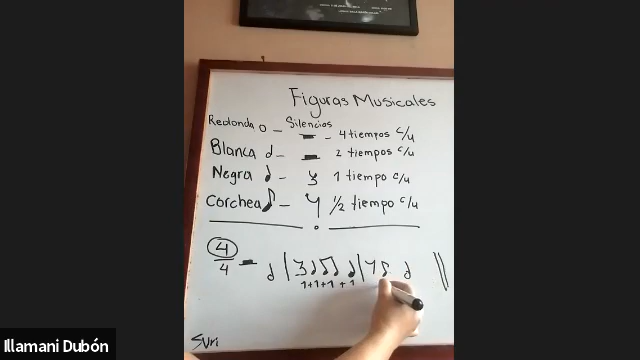 Figuras Musicales
Silencios
Redonda o - - 4 tiempos c/u
Blanca - 2 tiempos c/u
Negra - 1 tiempo c/u
Corchea - 1/2 tiempo c/u
4
4
1+1+1+1
Suri
Illamani Dubón